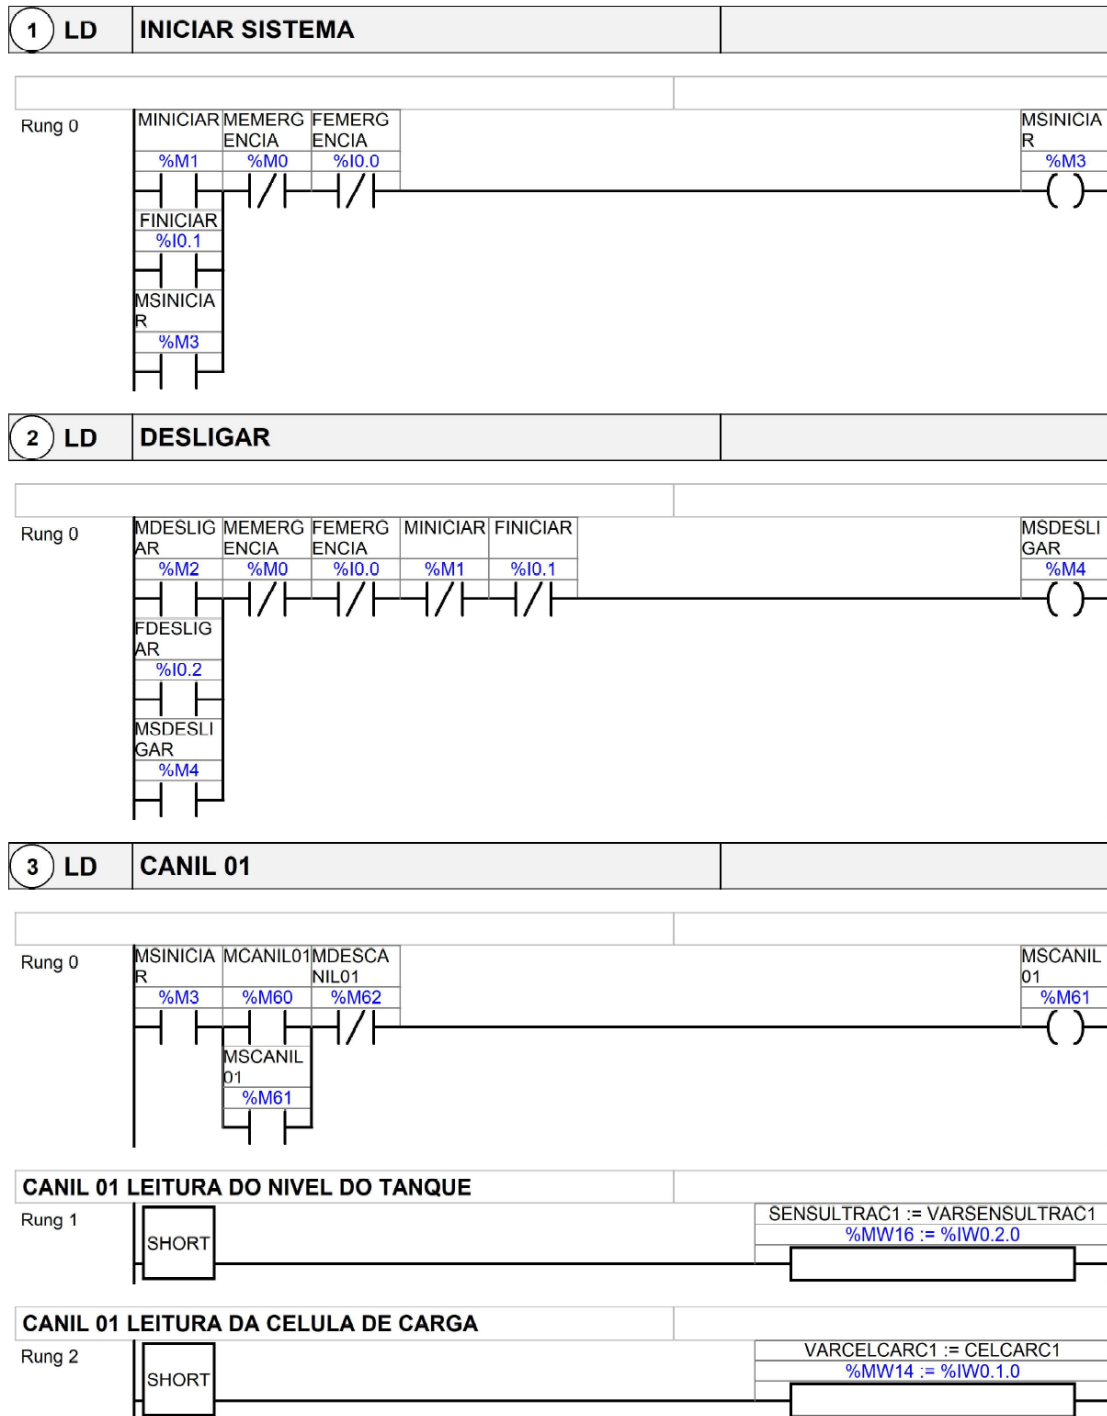 1 LD INICIAR SISTEMA
Rung 0
MINICIAR MEMERG FEMERG MSINICIA
ENCIA ENCIA R
%M1 %M0 %I0.0 %M3
FINICIAR
%I0.1
MSINICIA
R
%M3
2 LD DESLIGAR
Rung 0
MDESLIG MEMERG FEMERG MINICIAR FINICIAR MSDESLI
AR ENCIA ENCIA GAR
%M2 %M0 %I0.0 %M1 %I0.1 %M4
FDESLIG
AR
%I0.2
MSDESLI
GAR
%M4
3 LD CANIL 01
Rung 0
MSINICIA MCANIL01 MDESCA MSCANIL
R NIL01 01
%M3 %M60 %M62 %M61
MSCANIL
01
%M61
CANIL 01 LEITURA DO NIVEL DO TANQUE
Rung 1
SHORT
SENSULTRAC1 := VARSENSULTRAC1
%MW16 := %IW0.2.0
CANIL 01 LEITURA DA CELULA DE CARGA
Rung 2
SHORT
VARCELCARC1 := CELCARC1
%MW14 := %IW0.1.0